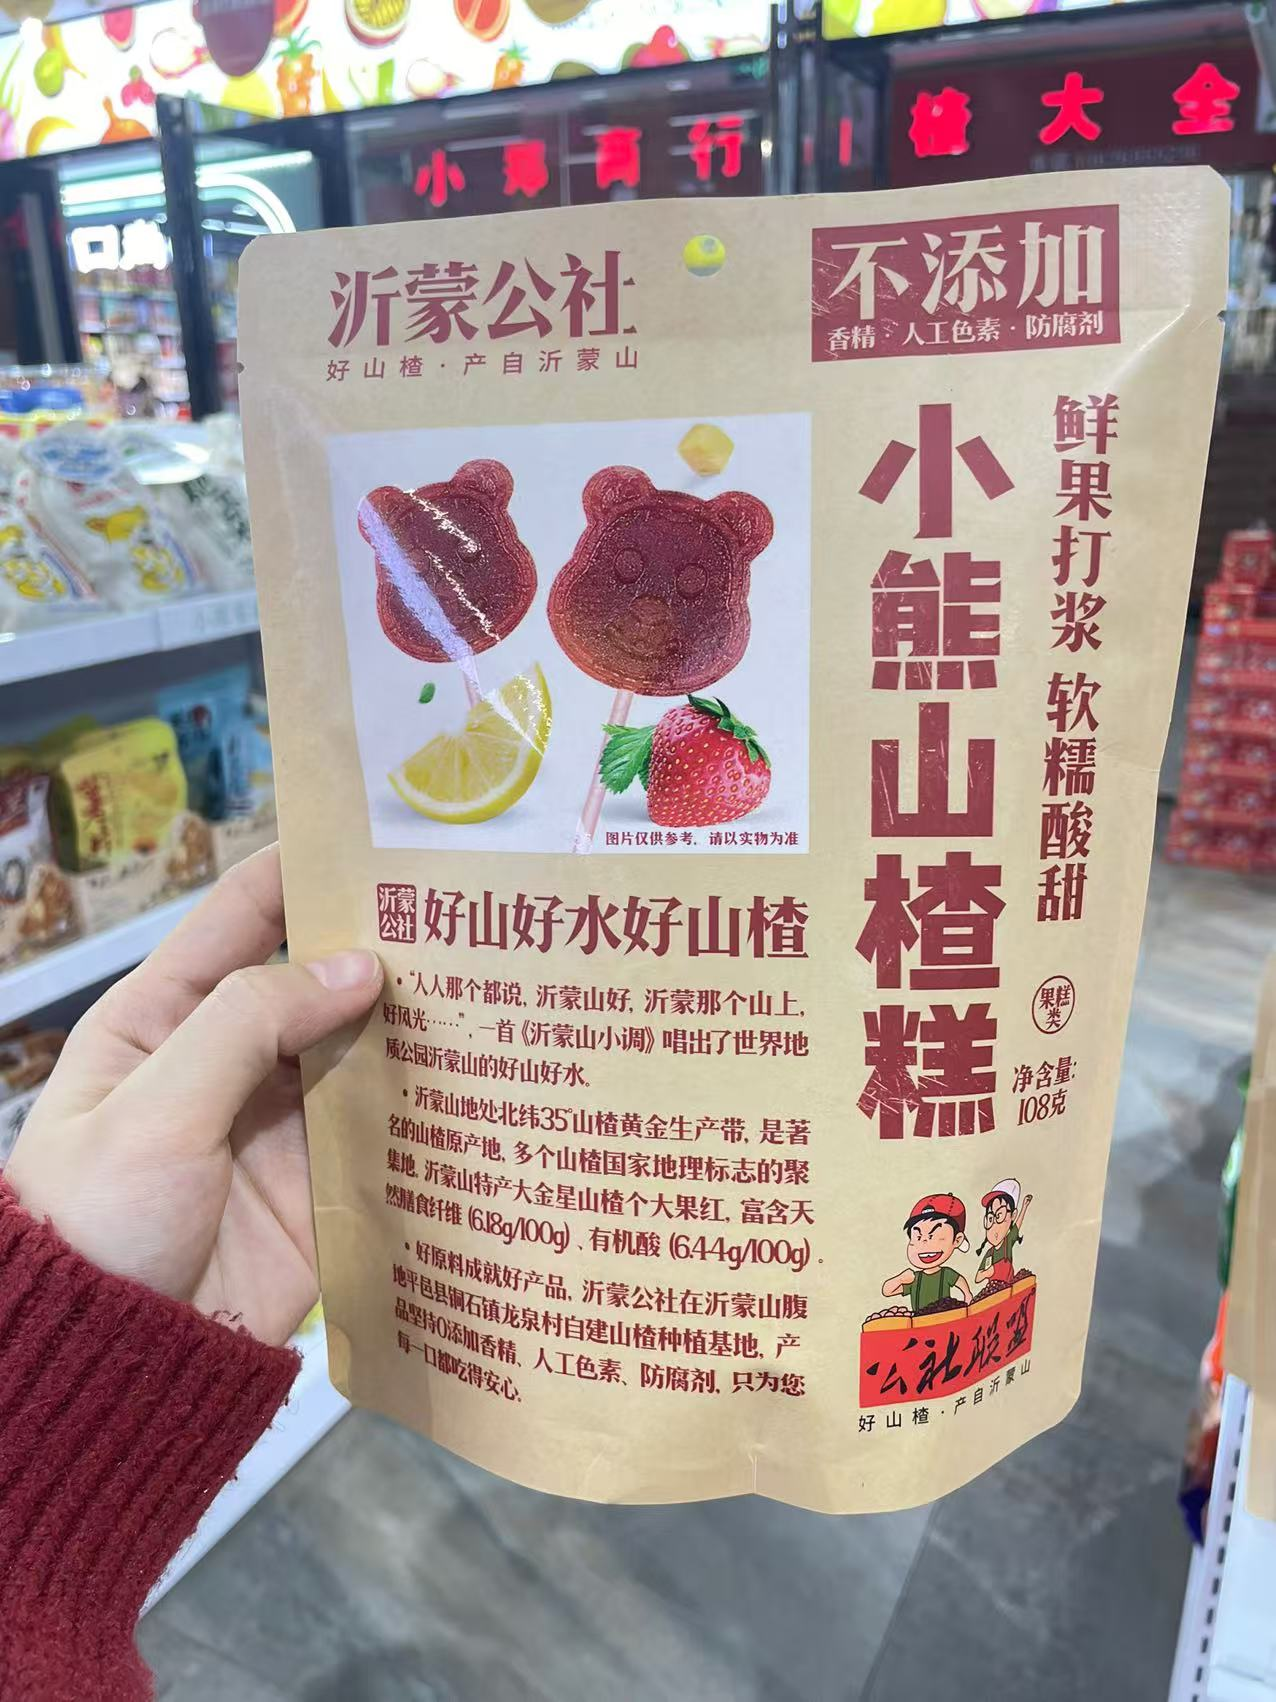 小郑商行
楂大全
沂蒙公社
好山楂·产自沂蒙山
不添加
香精·人工色素·防腐剂
鲜果打浆 软糯酸甜
小熊山楂糕
果糕类
净含量:
108克
图片仅供参考，请以实物为准
沂蒙公社
好山好水好山楂
•“人人那个都说, 沂蒙山好, 沂蒙那个山上,
好风光……”, 一首《沂蒙山小调》唱出了世界地
质公园沂蒙山的好山好水。
•沂蒙山地处北纬35°山楂黄金生产带, 是著
名的山楂原产地, 多个山楂国家地理标志的聚
集地, 沂蒙山特产大金星山楂个大果红, 富含天
然膳食纤维 (6.18g/100g) 、有机酸 (6.44g/100g) 。
•好原料成就好产品, 沂蒙公社在沂蒙山腹
地平邑县铜石镇龙泉村自建山楂种植基地, 产
品坚持0添加香精、人工色素、防腐剂, 只为您
每一口都吃得安心。
公社联盟
好山楂·产自沂蒙山